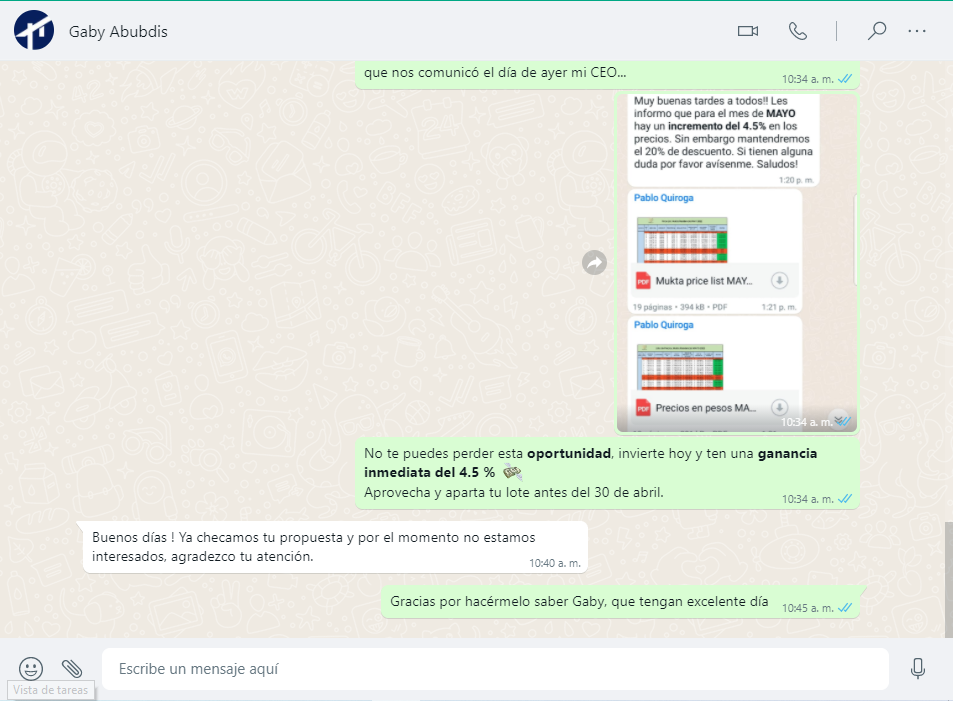 Gaby Abubdis
que nos comunicó el día de ayer mi CEO...
10:34 a. m.
Muy buenas tardes a todos!! Les
informo que para el mes de MAYO
hay un incremento del 4.5% en los
precios. Sin embargo mantendremos
el 20% de descuento. Si tienen alguna
duda por favor avísenme. Saludos!
1:20 p. m.
Pablo Quiroga
PDF Mukta price list MAY...
19 páginas • 394 kB • PDF 1:21 p. m.
Pablo Quiroga
PDF Precios en pesos MA...
10:34 a. m.
No te puedes perder esta oportunidad, invierte hoy y ten una ganancia
inmediata del 4.5 % 💸
Aprovecha y aparta tu lote antes del 30 de abril.
10:34 a. m.
Buenos días ! Ya checamos tu propuesta y por el momento no estamos
interesados, agradezco tu atención.
10:40 a. m.
Gracias por hacérmelo saber Gaby, que tengan excelente día
10:45 a. m.
Escribe un mensaje aquí
Vista de tareas